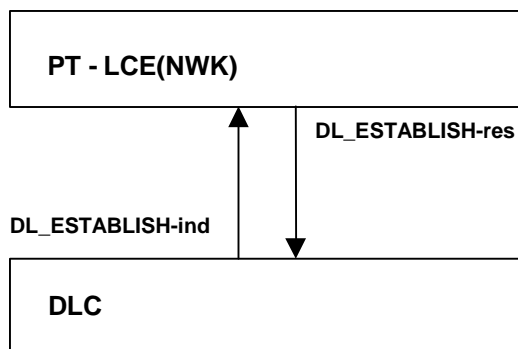 PT - LCE(NWK)
DL_ESTABLISH-res
DL_ESTABLISH-ind
DLC